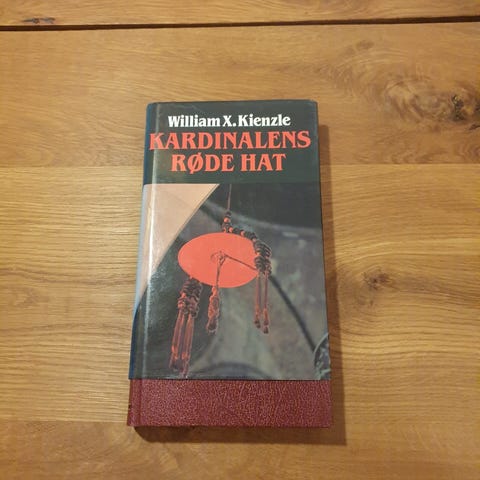 William X. Kienzle
KARDINALENS
RØDE HAT